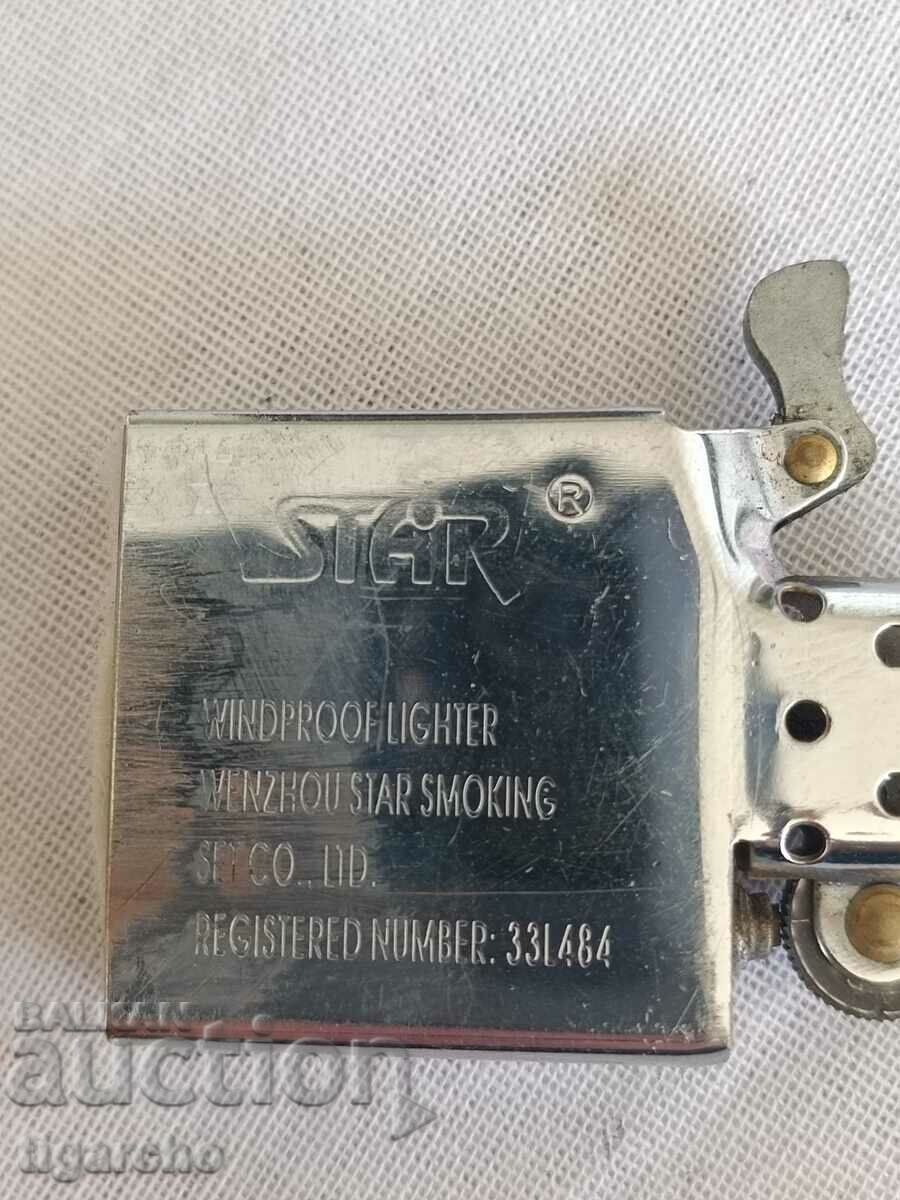 STAR ®
WINDPROOF LIGHTER
WENZHOU STAR SMOKING
SET CO., LTD.
REGISTERED NUMBER: 33L484
BALKAN
auction
tigarcho